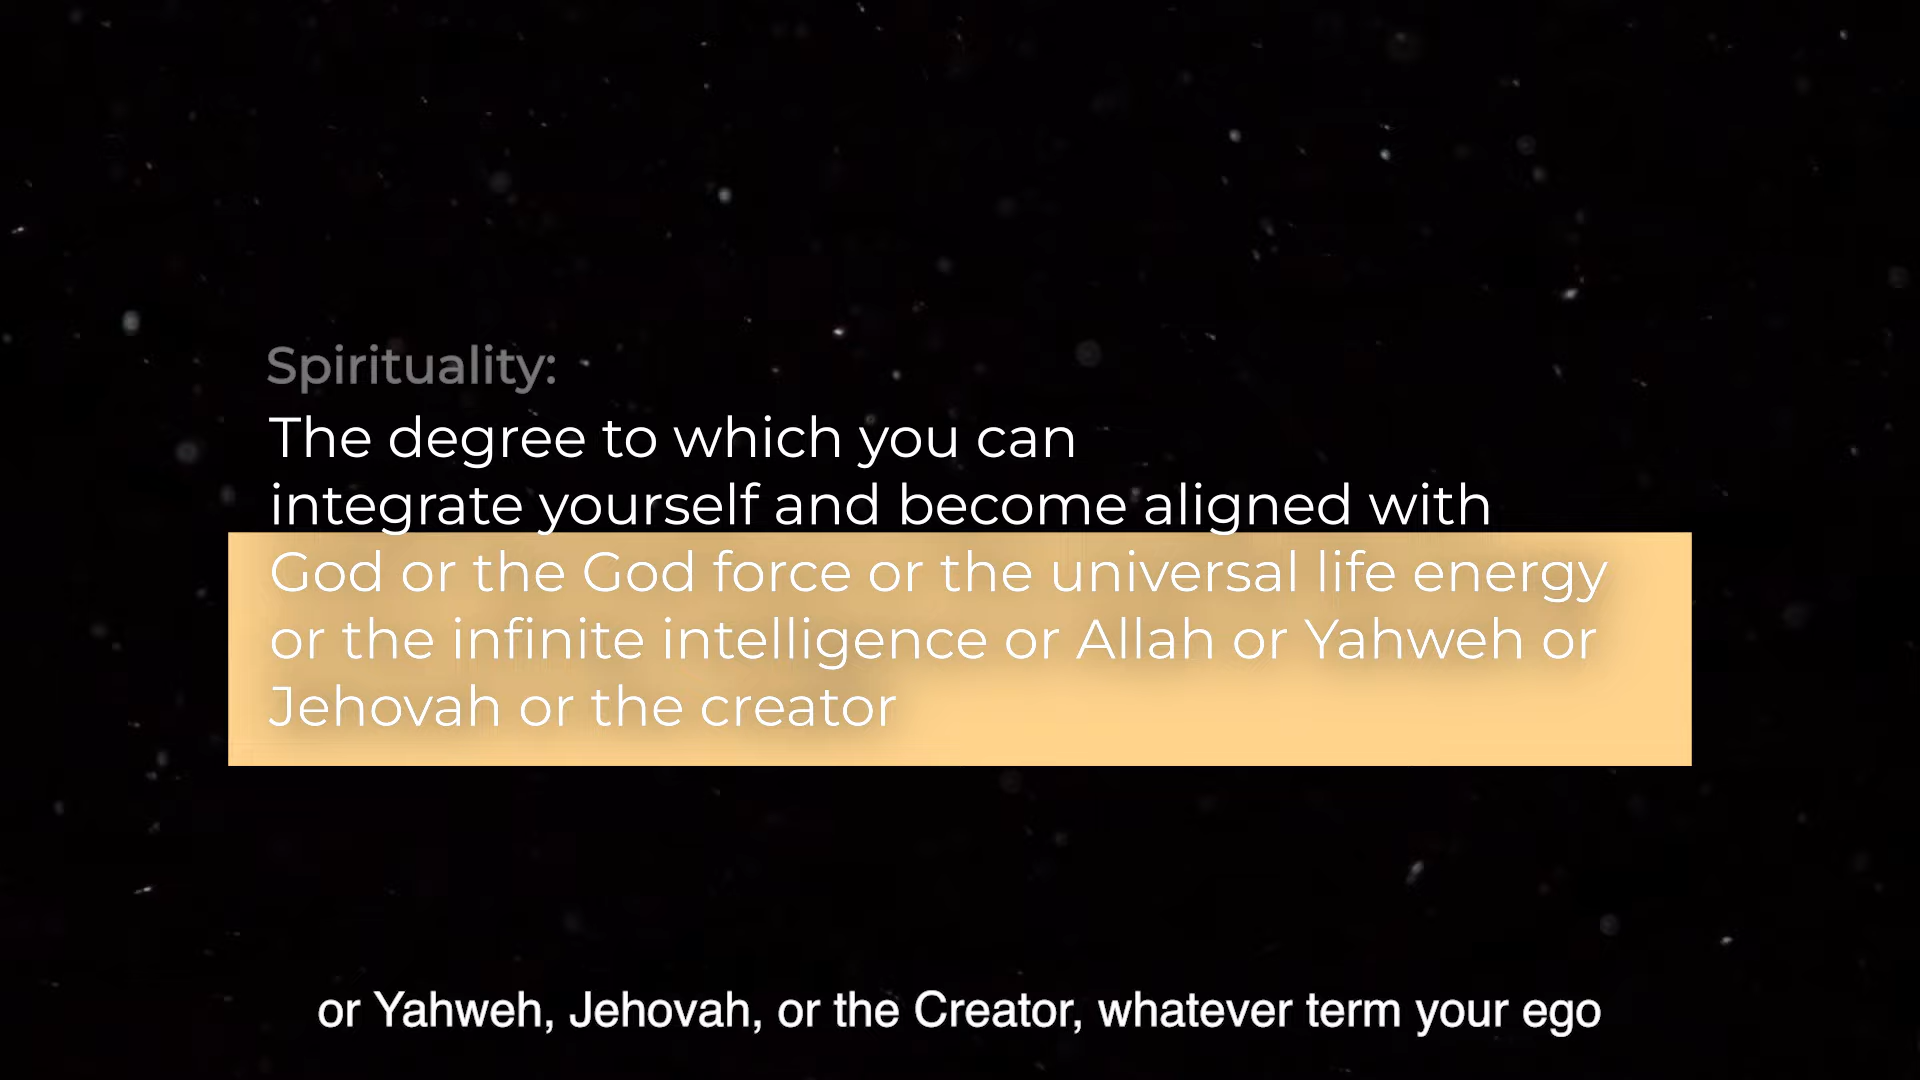 Spirituality:
The degree to which you can
integrate yourself and become aligned with
God or the God force or the universal life energy
or the infinite intelligence or Allah or Yahweh or
Jehovah or the creator
or Yahweh, Jehovah, or the Creator, whatever term your ego